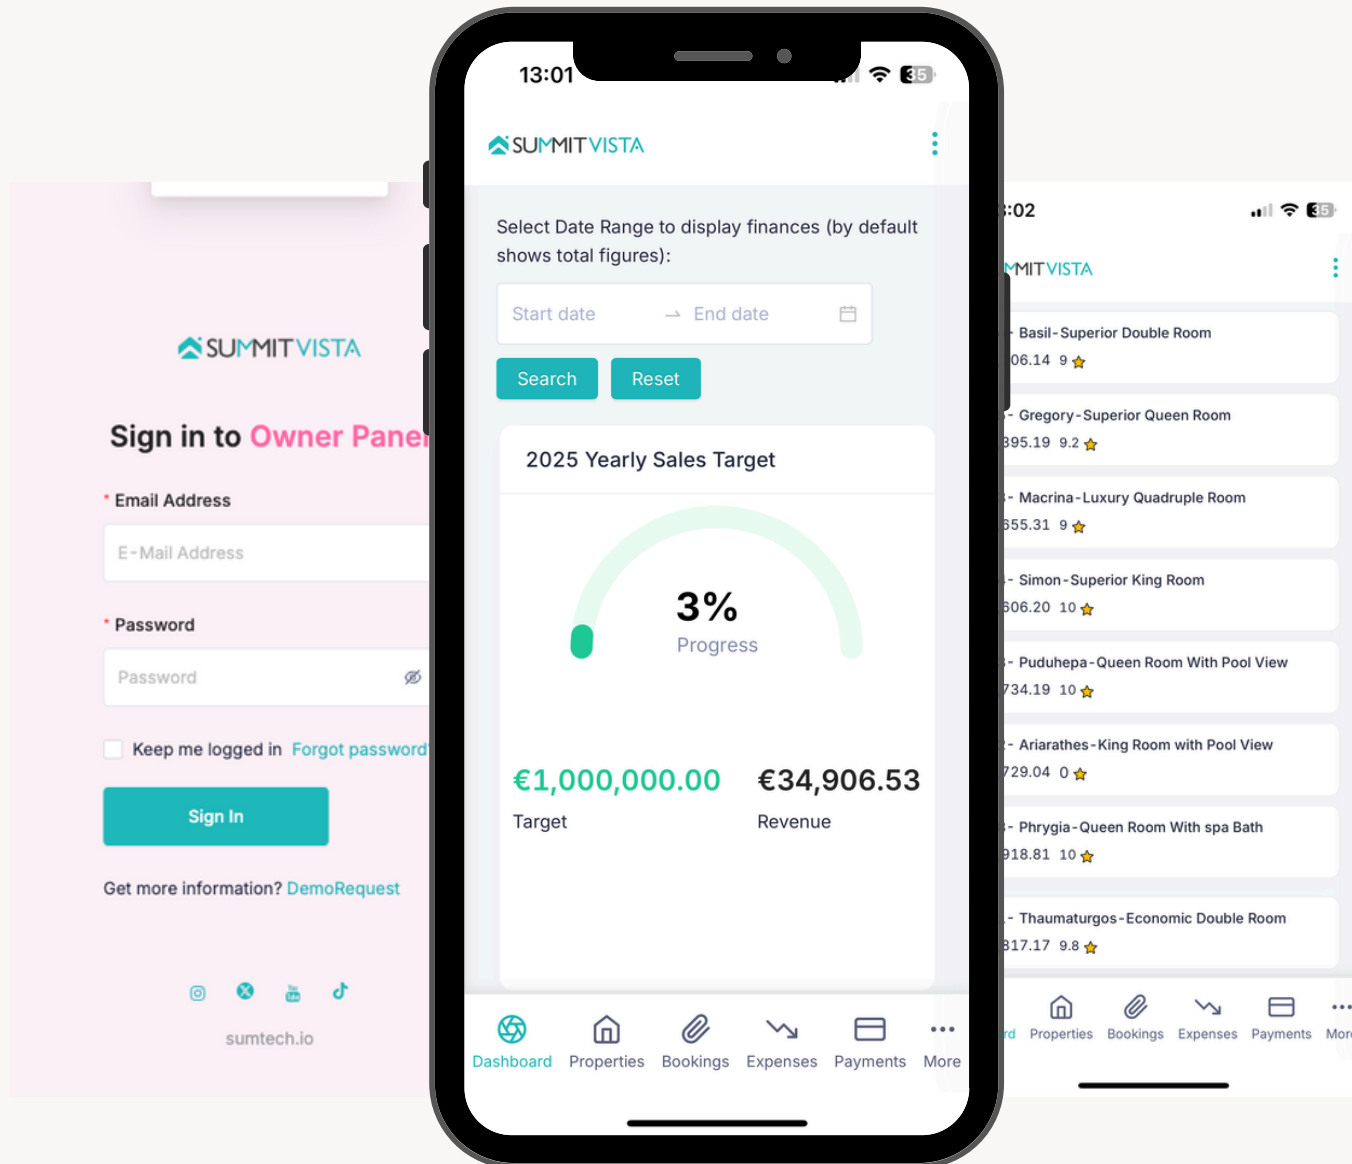 SUMMITVISTA
Sign in to Owner Panel
* Email Address
E-Mail Address
* Password
Password
Keep me logged in Forgot password?
Sign In
Get more information? DemoRequest
sumtech.io
13:01
35
SUMMITVISTA
Select Date Range to display finances (by default
shows total figures):
Start date → End date
Search Reset
2025 Yearly Sales Target
3%
Progress
€1,000,000.00 €34,906.53
Target Revenue
Dashboard Properties Bookings Expenses Payments More
:02
35
MMITVISTA
- Basil-Superior Double Room
06.14 9
- Gregory-Superior Queen Room
395.19 9.2
- Macrina-Luxury Quadruple Room
655.31 9
- Simon-Superior King Room
606.20 10
- Puduhepa-Queen Room With Pool View
734.19 10
- Ariarathes-King Room with Pool View
729.04 0
- Phrygia-Queen Room With spa Bath
918.81 10
- Thaumaturgos-Economic Double Room
817.17 9.8
rd Properties Bookings Expenses Payments More